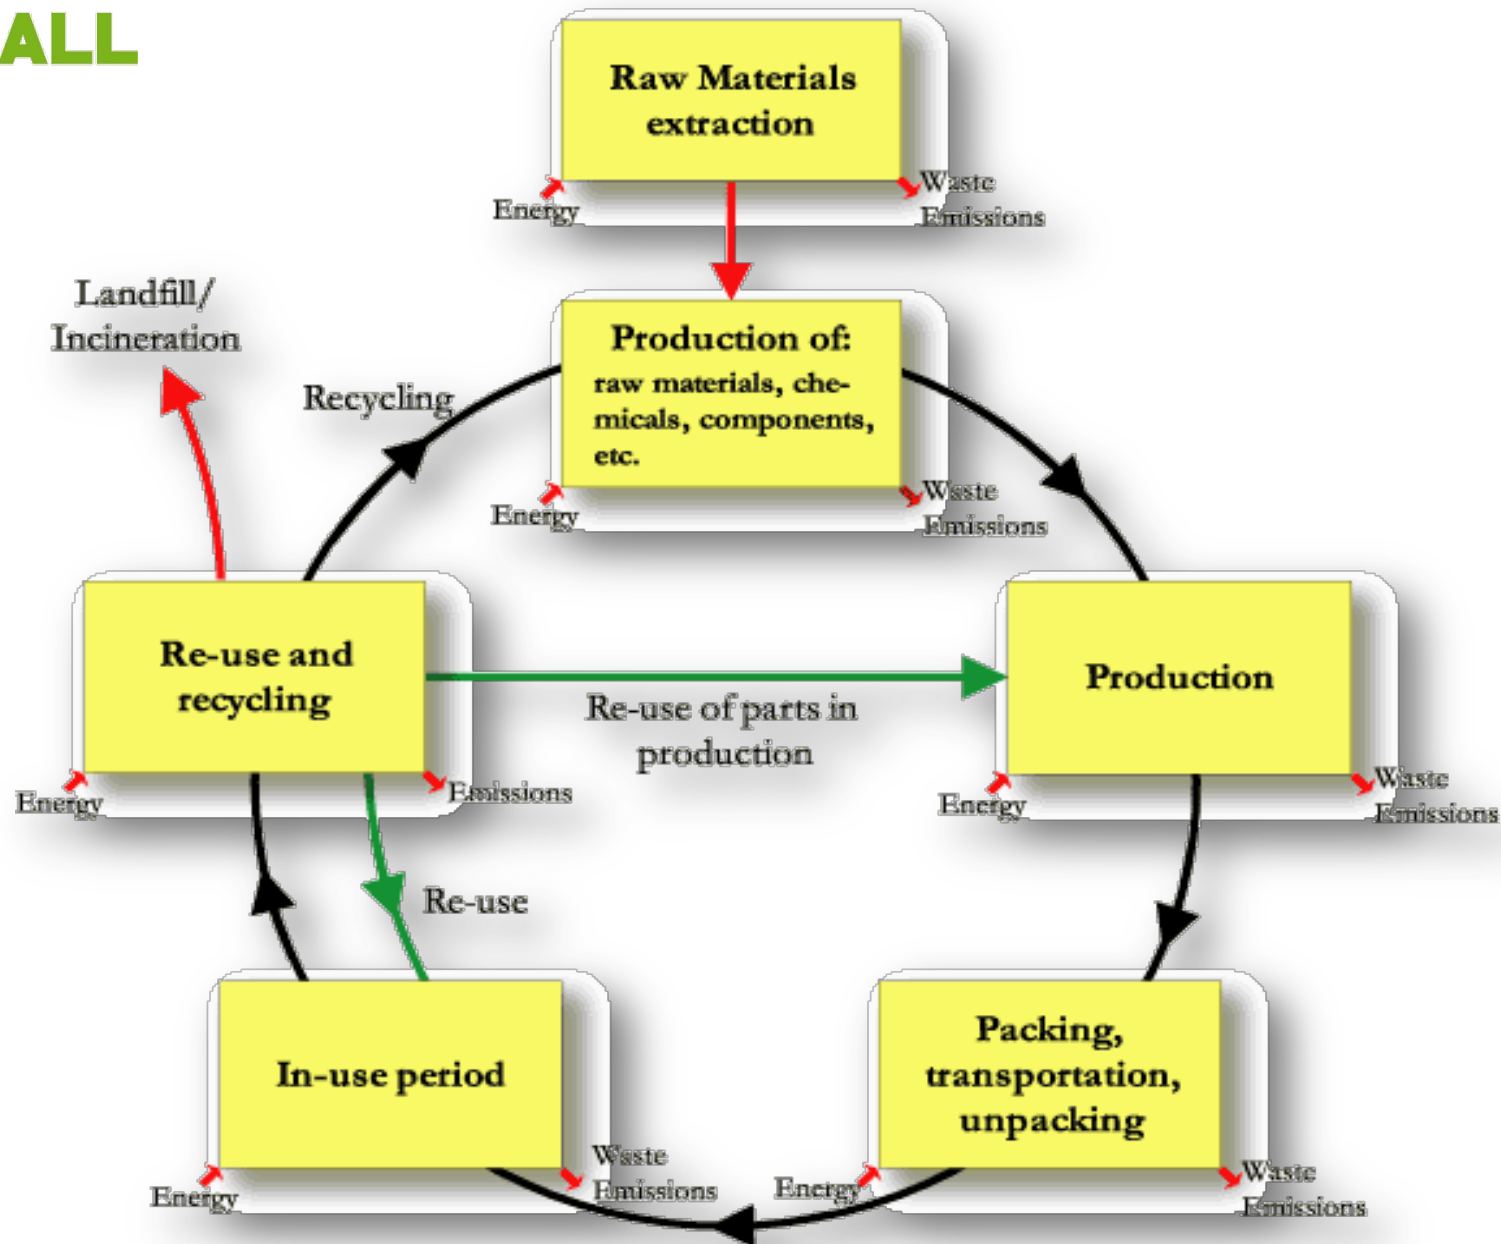 ALL
Raw Materials
extraction
Energy
Waste
Emissions
Landfill/
Incineration
Recycling
Production of:
raw materials, che-
micals, components,
etc.
Energy
Waste
Emissions
Re-use and
recycling
Energy
Emissions
Re-use of parts in
production
Production
Energy
Waste
Emissions
Re-use
In-use period
Energy
Waste
Emissions
Packing,
transportation,
unpacking
Energy
Waste
Emissions